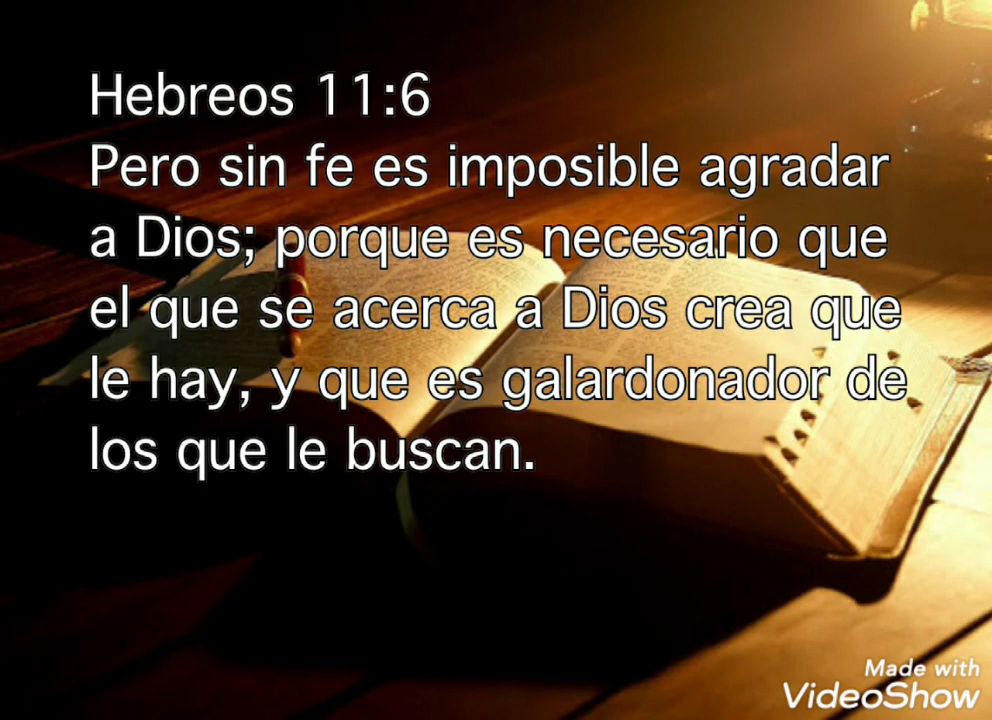 Hebreos 11:6
Pero sin fe es imposible agradar
a Dios; porque es necesario que
el que se acerca a Dios crea que
le hay, y que es galardonador de
los que le buscan.
Made with
VideoShow